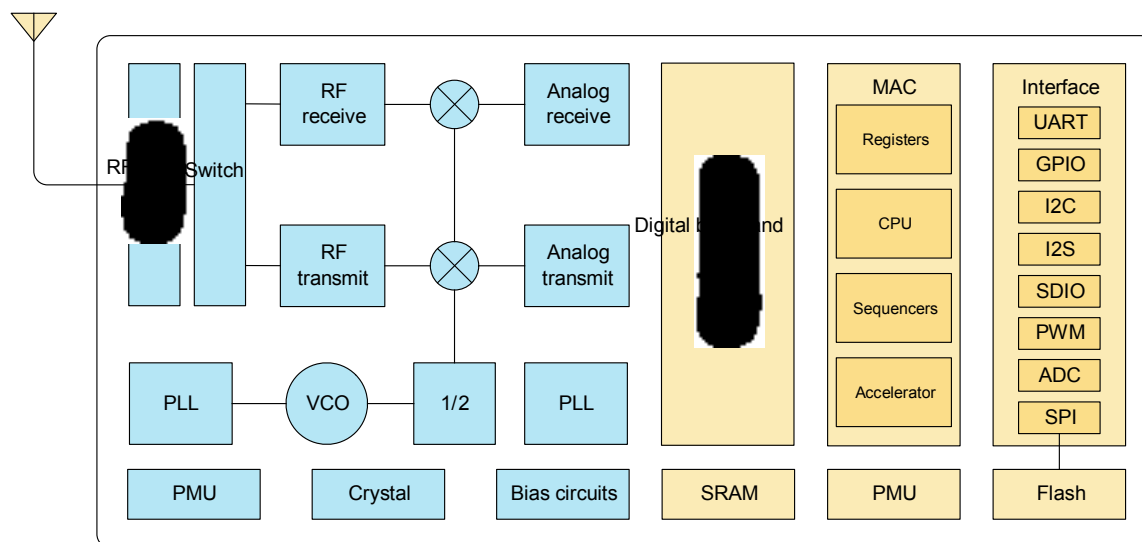 RF
receive
Analog
receive
Switch
RF
transmit
Analog
transmit
PLL
VCO
1/2
PLL
PMU
Crystal
Bias circuits
Digital
SRAM
MAC
Registers
CPU
Sequencers
Accelerator
PMU
Interface
UART
GPIO
I2C
I2S
SDIO
PWM
ADC
SPI
Flash